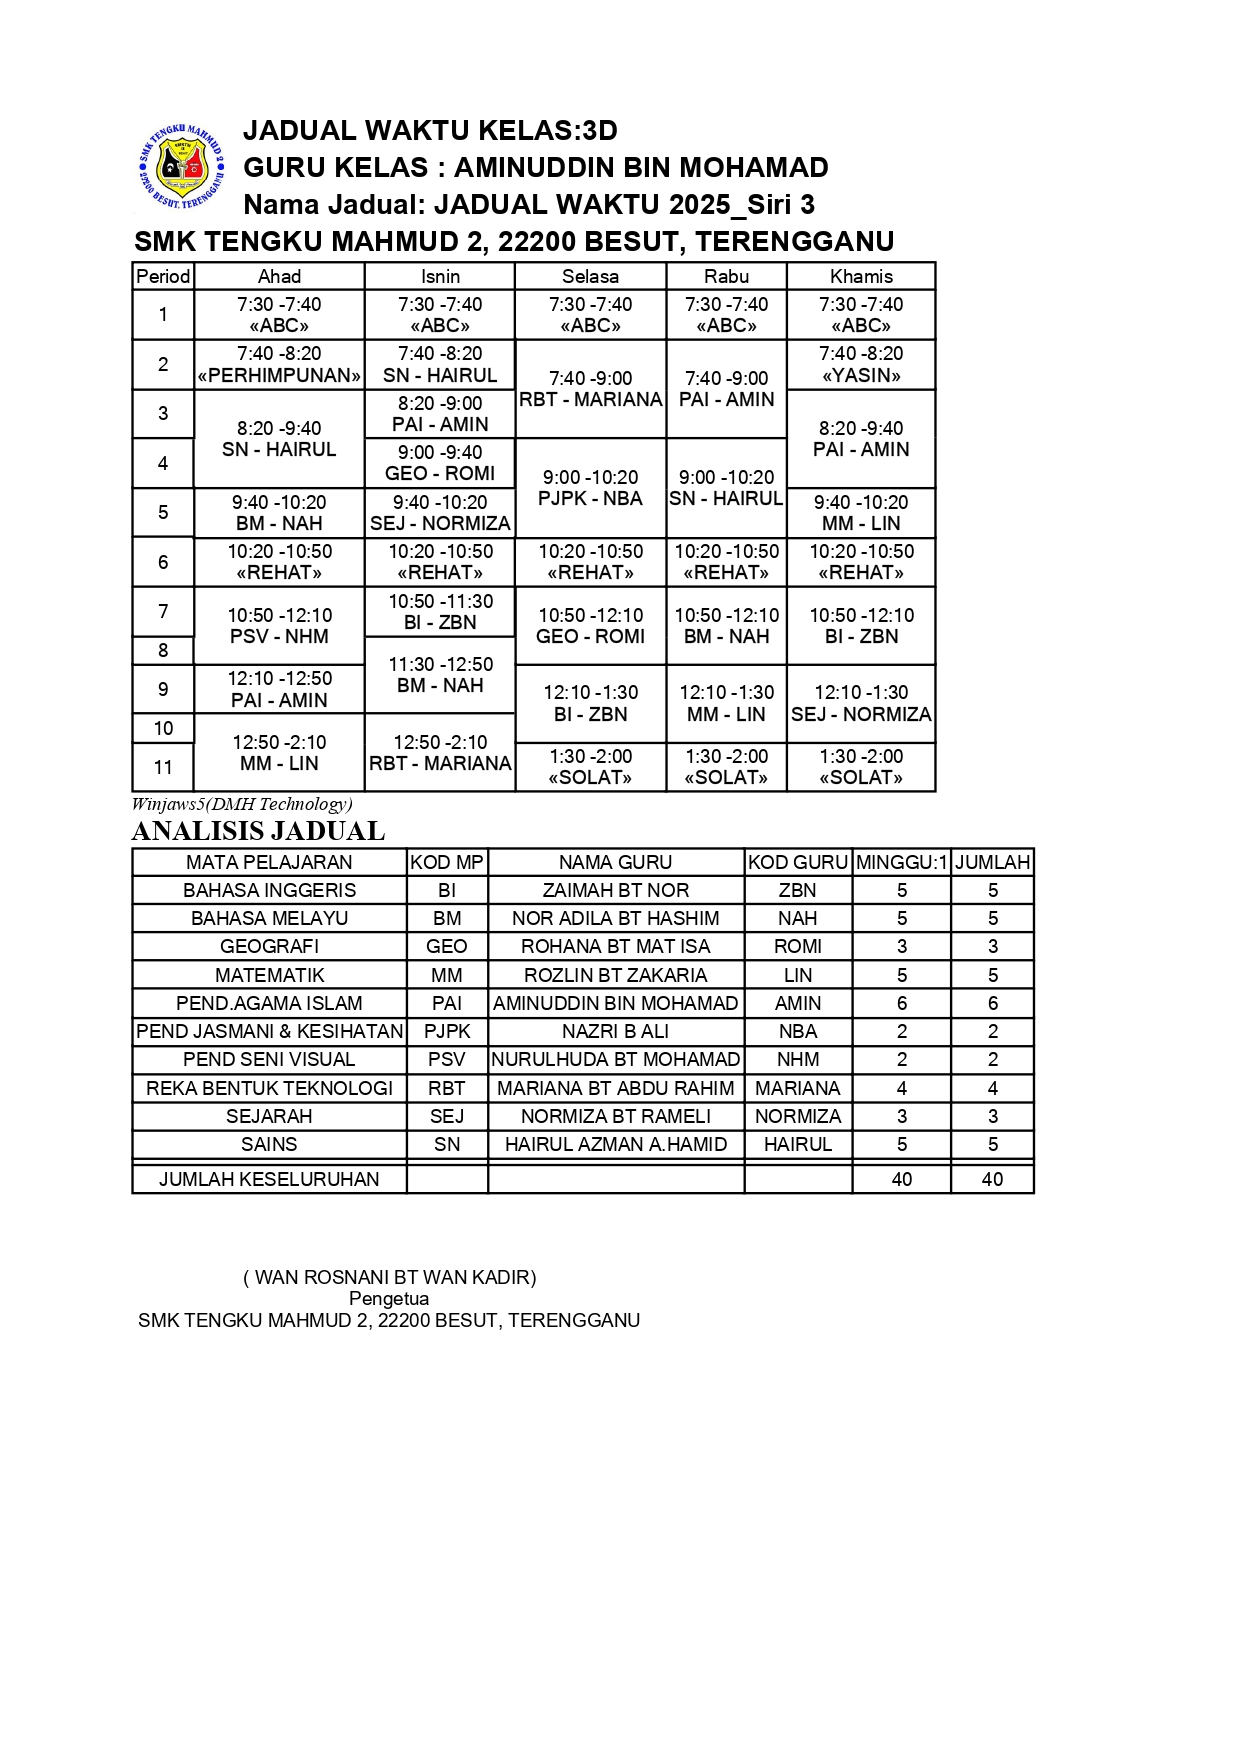 SMK TENGKU MAHMUD 2
22200 BESUT, TERENGGANU
JADUAL WAKTU KELAS:3D
GURU KELAS : AMINUDDIN BIN MOHAMAD
Nama Jadual: JADUAL WAKTU 2025_Siri 3
SMK TENGKU MAHMUD 2, 22200 BESUT, TERENGGANU
Period Ahad Isnin Selasa Rabu Khamis
1 7:30 -7:40 «ABC» 7:30 -7:40 «ABC» 7:30 -7:40 «ABC» 7:30 -7:40 «ABC» 7:30 -7:40 «ABC»
2 7:40 -8:20 «PERHIMPUNAN» 7:40 -8:20 SN - HAIRUL 7:40 -9:00 RBT - MARIANA 7:40 -9:00 PAI - AMIN 7:40 -8:20 «YASIN»
3 8:20 -9:40 SN - HAIRUL 8:20 -9:00 PAI - AMIN 8:20 -9:40 PAI - AMIN
4 9:00 -9:40 GEO - ROMI 9:00 -10:20 PJPK - NBA 9:00 -10:20 SN - HAIRUL
5 9:40 -10:20 BM - NAH 9:40 -10:20 SEJ - NORMIZA 9:40 -10:20 MM - LIN
6 10:20 -10:50 «REHAT» 10:20 -10:50 «REHAT» 10:20 -10:50 «REHAT» 10:20 -10:50 «REHAT» 10:20 -10:50 «REHAT»
7 10:50 -12:10 PSV - NHM 10:50 -11:30 BI - ZBN 10:50 -12:10 GEO - ROMI 10:50 -12:10 BM - NAH 10:50 -12:10 BI - ZBN
8 11:30 -12:50 BM - NAH
9 12:10 -12:50 PAI - AMIN 12:10 -1:30 BI - ZBN 12:10 -1:30 MM - LIN 12:10 -1:30 SEJ - NORMIZA
10 12:50 -2:10 MM - LIN 12:50 -2:10 RBT - MARIANA
11 1:30 -2:00 «SOLAT» 1:30 -2:00 «SOLAT» 1:30 -2:00 «SOLAT»
Winjaws5(DMH Technology)
ANALISIS JADUAL
MATA PELAJARAN KOD MP NAMA GURU KOD GURU MINGGU:1 JUMLAH
BAHASA INGGERIS BI ZAIMAH BT NOR ZBN 5 5
BAHASA MELAYU BM NOR ADILA BT HASHIM NAH 5 5
GEOGRAFI GEO ROHANA BT MAT ISA ROMI 3 3
MATEMATIK MM ROZLIN BT ZAKARIA LIN 5 5
PEND.AGAMA ISLAM PAI AMINUDDIN BIN MOHAMAD AMIN 6 6
PEND JASMANI & KESIHATAN PJPK NAZRI B ALI NBA 2 2
PEND SENI VISUAL PSV NURULHUDA BT MOHAMAD NHM 2 2
REKA BENTUK TEKNOLOGI RBT MARIANA BT ABDU RAHIM MARIANA 4 4
SEJARAH SEJ NORMIZA BT RAMELI NORMIZA 3 3
SAINS SN HAIRUL AZMAN A.HAMID HAIRUL 5 5
JUMLAH KESELURUHAN 40 40
( WAN ROSNANI BT WAN KADIR)
Pengetua
SMK TENGKU MAHMUD 2, 22200 BESUT, TERENGGANU